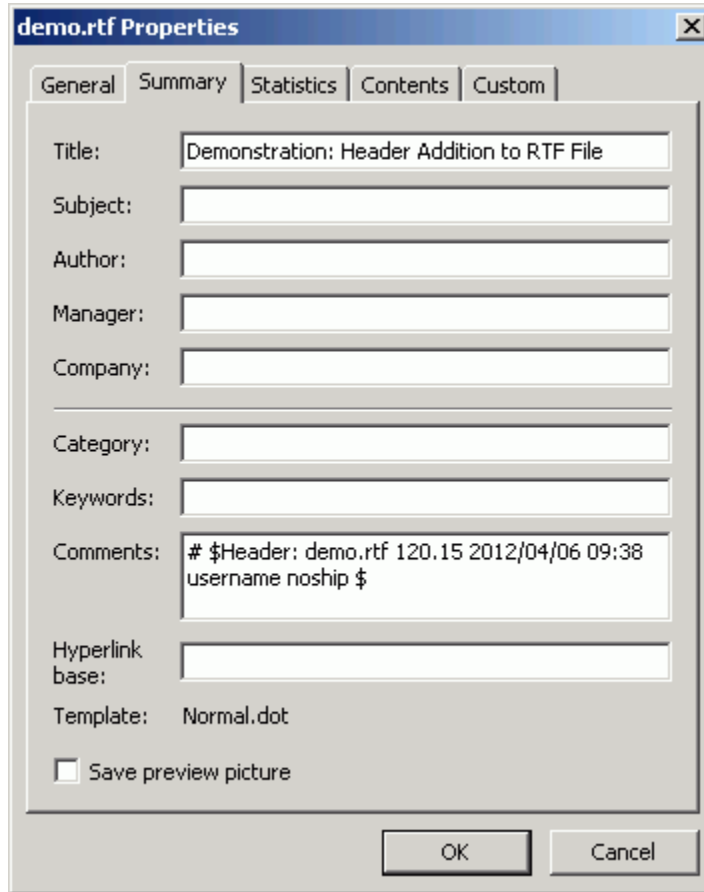 demo.rtf Properties
General Summary Statistics Contents Custom
Title: Demonstration: Header Addition to RTF File
Subject:
Author:
Manager:
Company:
Category:
Keywords:
Comments: # $Header: demo.rtf 120.15 2012/04/06 09:38
username noship $
Hyperlink
base:
Template: Normal.dot
Save preview picture
OK Cancel